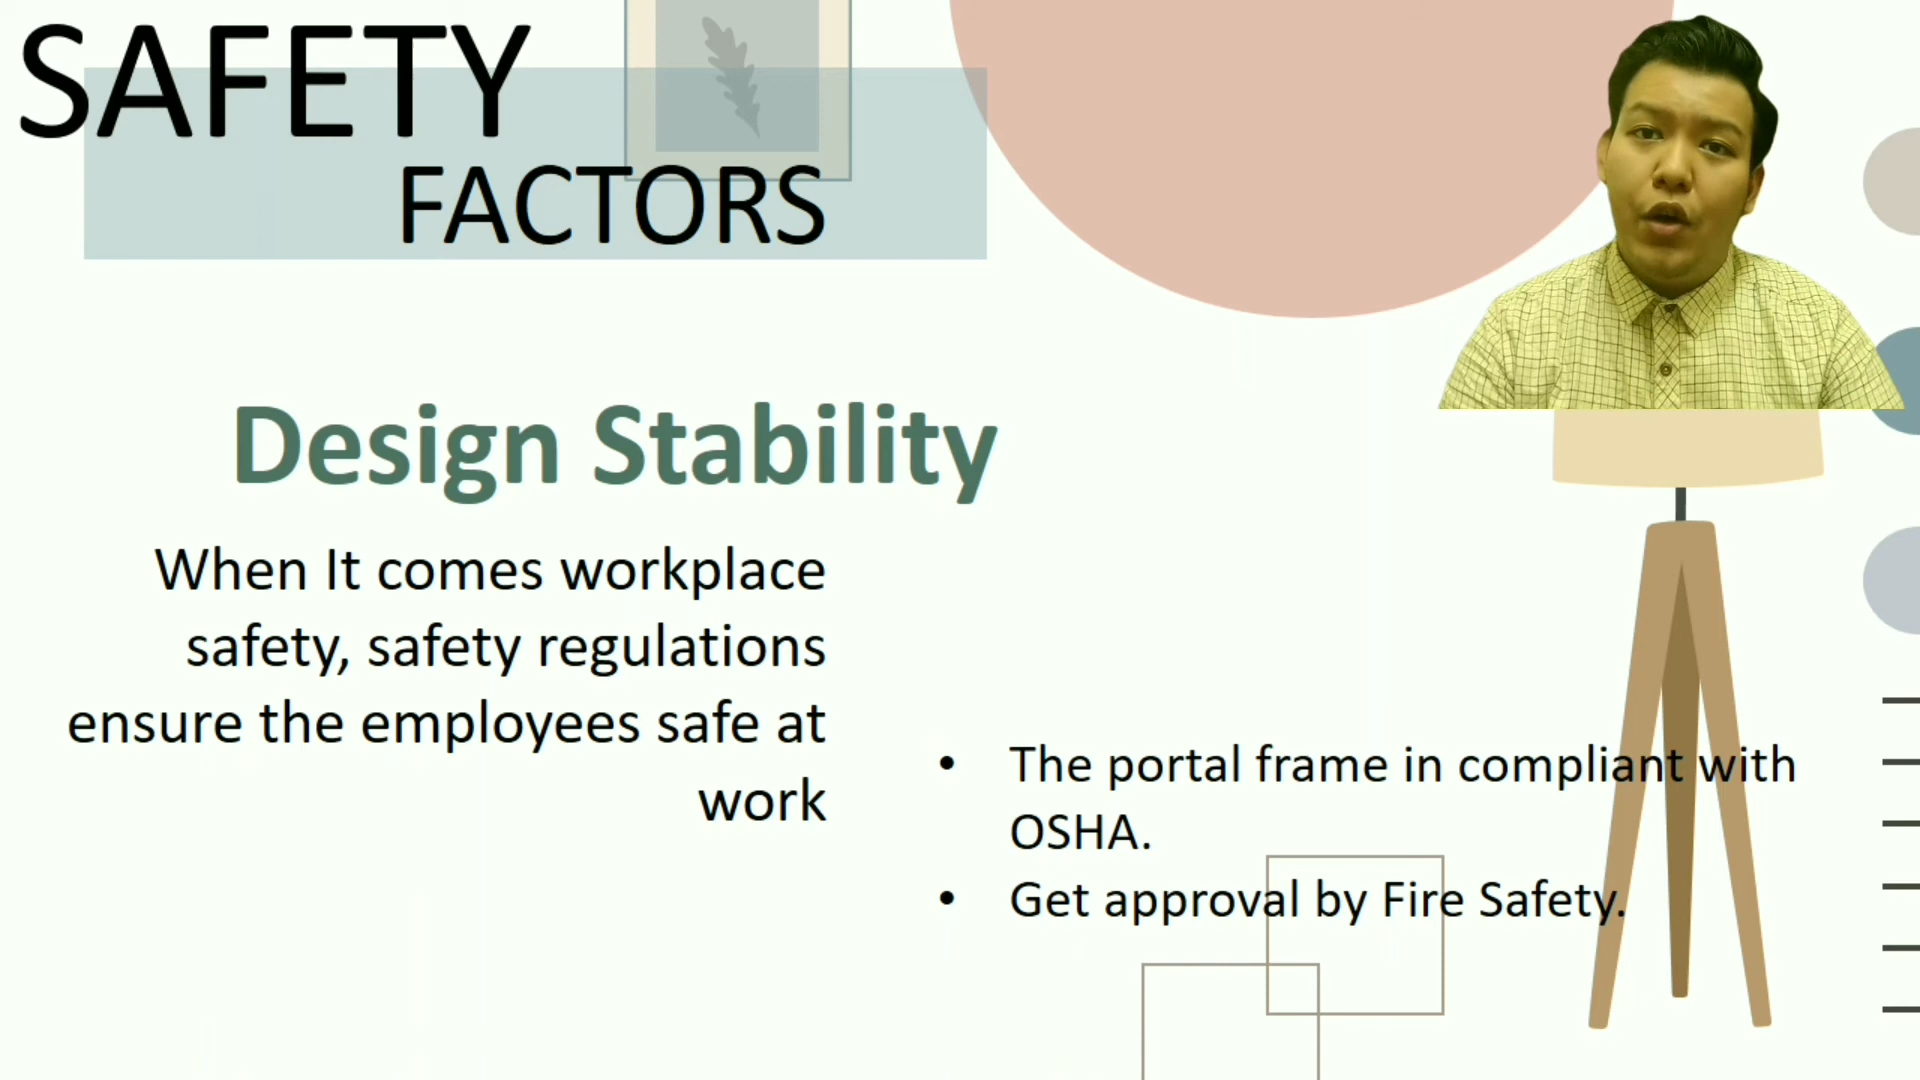 SAFETY
FACTORS
Design Stability
When It comes workplace
safety, safety regulations
ensure the employees safe at
work
• The portal frame in compliant with
OSHA.
• Get approval by Fire Safety.